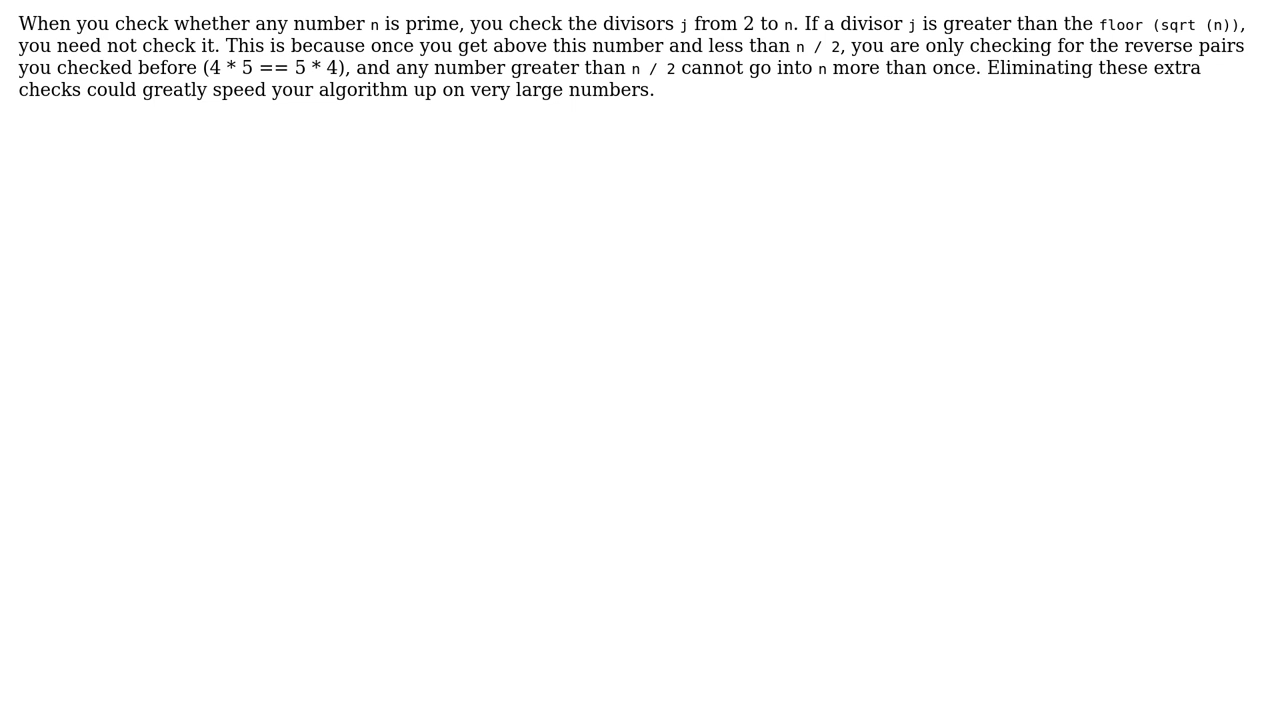 When you check whether any number n is prime, you check the divisors j from 2 to n. If a divisor j is greater than the floor (sqrt (n)),
you need not check it. This is because once you get above this number and less than n / 2, you are only checking for the reverse pairs
you checked before (4 * 5 == 5 * 4), and any number greater than n / 2 cannot go into n more than once. Eliminating these extra
checks could greatly speed your algorithm up on very large numbers.